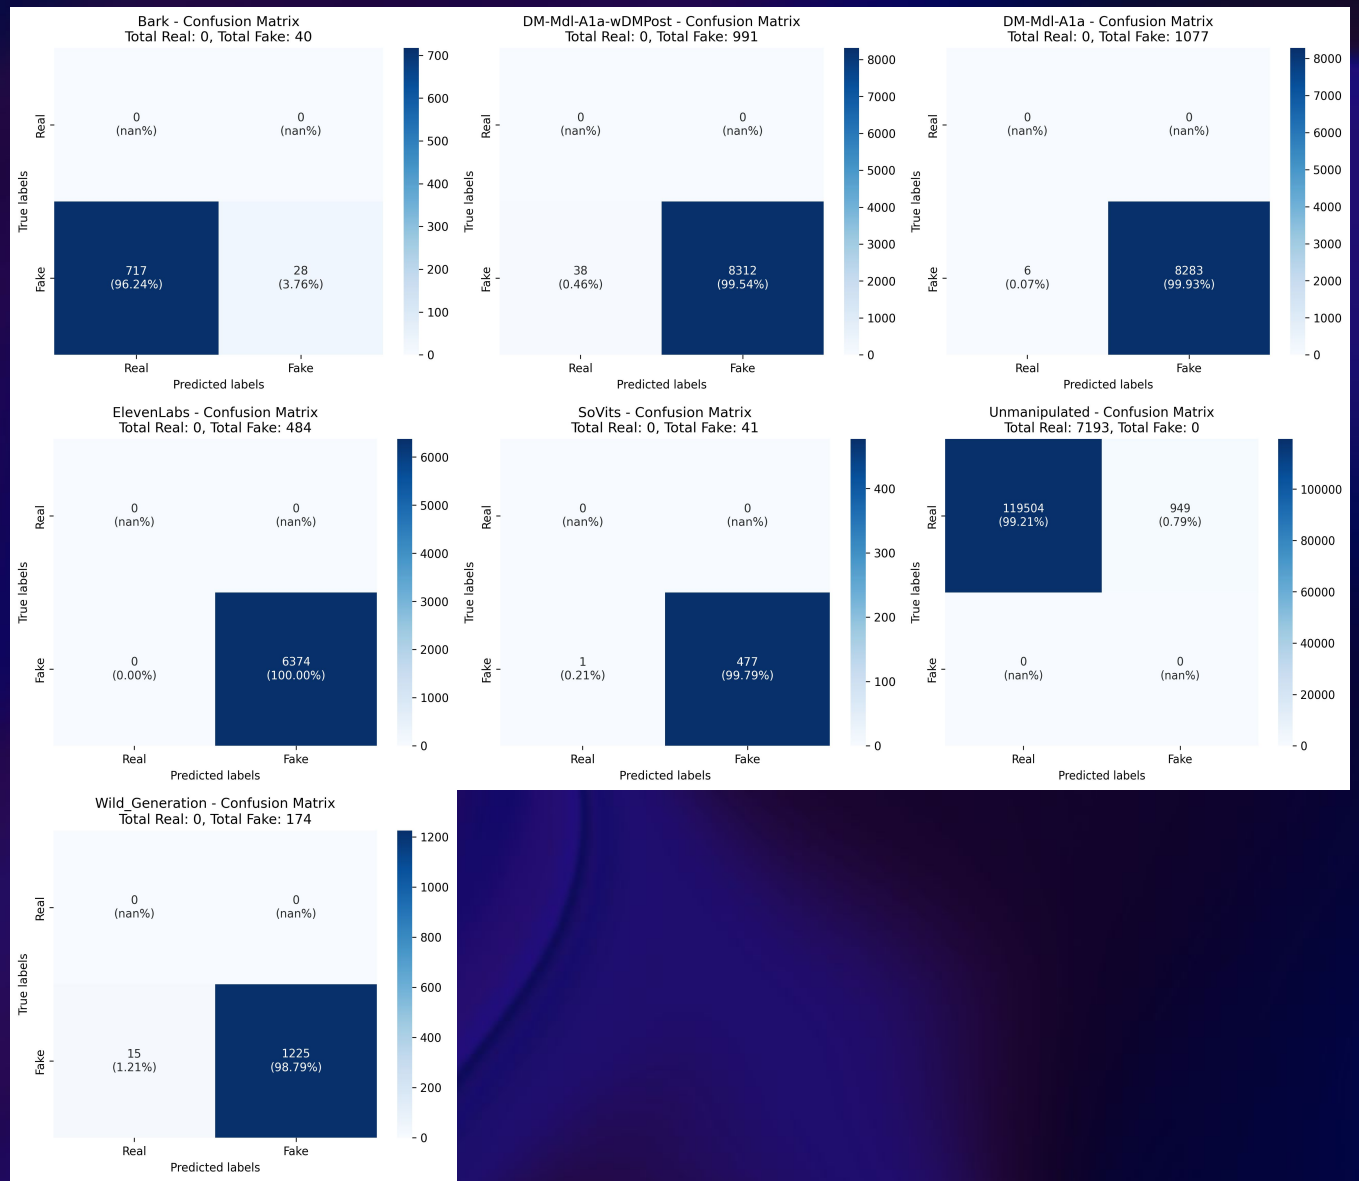 Bark - Confusion Matrix
Total Real: 0, Total Fake: 40
700
600
500
400
300
200
100
0
0
(nan%)
0
(nan%)
717
(96.24%)
28
(3.76%)
Real
Fake
True labels
Real
Fake
Predicted labels
DM-Mdl-A1a-wDMPost - Confusion Matrix
Total Real: 0, Total Fake: 991
8000
7000
6000
5000
4000
3000
2000
1000
0
0
(nan%)
0
(nan%)
38
(0.46%)
8312
(99.54%)
Real
Fake
True labels
Real
Fake
Predicted labels
DM-Mdl-A1a - Confusion Matrix
Total Real: 0, Total Fake: 1077
8000
7000
6000
5000
4000
3000
2000
1000
0
0
(nan%)
0
(nan%)
6
(0.07%)
8283
(99.93%)
Real
Fake
True labels
Real
Fake
Predicted labels
ElevenLabs - Confusion Matrix
Total Real: 0, Total Fake: 484
6000
5000
4000
3000
2000
1000
0
0
(nan%)
0
(nan%)
0
(0.00%)
6374
(100.00%)
Real
Fake
True labels
Real
Fake
Predicted labels
SoVits - Confusion Matrix
Total Real: 0, Total Fake: 41
400
300
200
100
0
0
(nan%)
0
(nan%)
1
(0.21%)
477
(99.79%)
Real
Fake
True labels
Real
Fake
Predicted labels
Unmanipulated - Confusion Matrix
Total Real: 7193, Total Fake: 0
100000
80000
60000
40000
20000
0
119504
(99.21%)
949
(0.79%)
0
(nan%)
0
(nan%)
Real
Fake
True labels
Real
Fake
Predicted labels
Wild_Generation - Confusion Matrix
Total Real: 0, Total Fake: 174
1200
1000
800
600
400
200
0
0
(nan%)
0
(nan%)
15
(1.21%)
1225
(98.79%)
Real
Fake
True labels
Real
Fake
Predicted labels